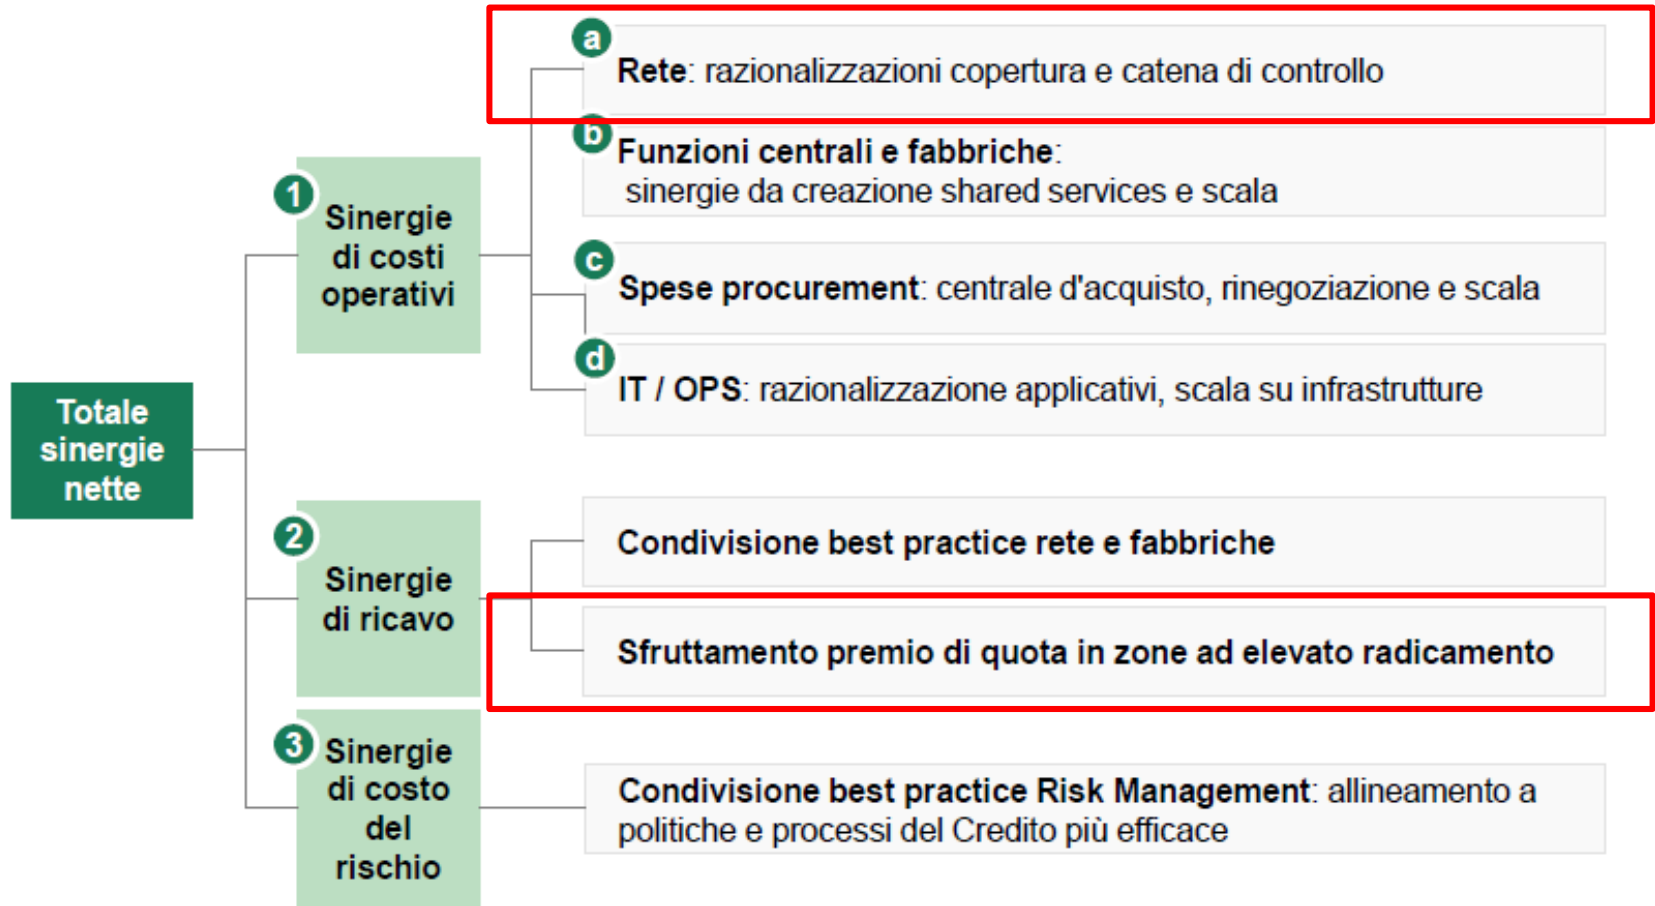 Totale
sinergie
nette
1
Sinergie
di costi
operativi
a
Rete: razionalizzazioni copertura e catena di controllo
b
Funzioni centrali e fabbriche:
sinergie da creazione shared services e scala
c
Spese procurement: centrale d'acquisto, rinegoziazione e scala
d
IT / OPS: razionalizzazione applicativi, scala su infrastrutture
2
Sinergie
di ricavo
Condivisione best practice rete e fabbriche
Sfruttamento premio di quota in zone ad elevato radicamento
3
Sinergie
di costo
del
rischio
Condivisione best practice Risk Management: allineamento a
politiche e processi del Credito più efficace